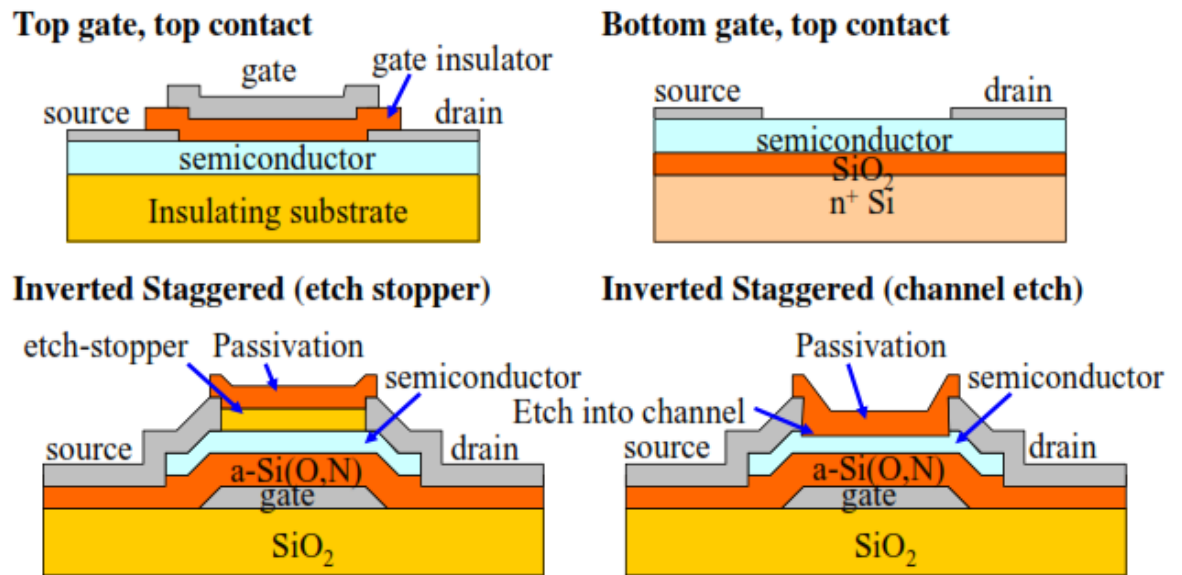 Top gate, top contact
gate
gate insulator
source
drain
semiconductor
Insulating substrate
Bottom gate, top contact
source
drain
semiconductor
SiO₂
n⁺ Si
Inverted Staggered (etch stopper)
etch-stopper
Passivation
semiconductor
source
drain
a-Si(O,N)
gate
SiO₂
Inverted Staggered (channel etch)
Passivation
semiconductor
Etch into channel
source
drain
a-Si(O,N)
gate
SiO₂